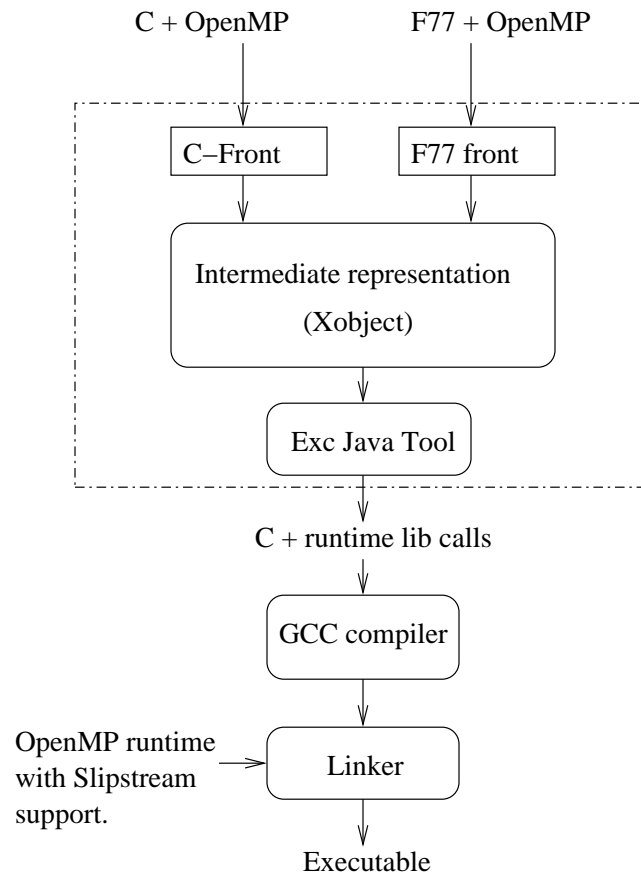 C + OpenMP
F77 + OpenMP
C−Front
F77 front
Intermediate representation
(Xobject)
Exc Java Tool
C + runtime lib calls
GCC compiler
OpenMP runtime
with Slipstream
support.
Linker
Executable